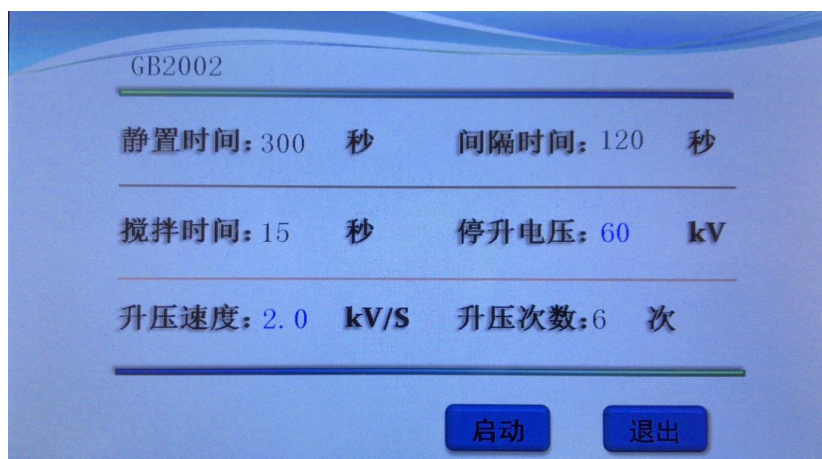 GB2002
静置时间:300 秒 间隔时间:120 秒
搅拌时间:15 秒 停升电压:60 kV
升压速度:2.0 kV/S 升压次数:6 次
启动 退出